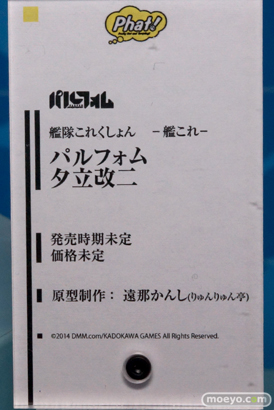 Phat!
パルフォム
艦隊これくしょん －艦これ－
パルフォム
夕立改二
発売時期未定
価格未定
原型制作： 遠那かんし(りゅんりゅん亭)
©2014 DMM.com/KADOKAWA GAMES All Rights Reserved.
moeyo.com